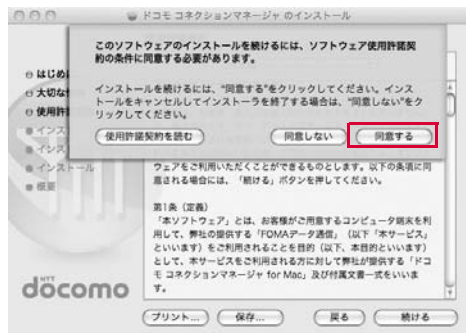 ドコモ コネクションマネージャ のインストール
このソフトウェアのインストールを続けるには、ソフトウェア使用許諾契
約の条件に同意する必要があります。
インストールを続けるには、"同意する"をクリックしてください。インス
トールをキャンセルしてインストーラを終了する場合は、"同意しない"をク
リックしてください。
使用許諾契約を読む
同意しない
同意する
はじめ
大切な
使用許
インス
インス
インストール
概要
ウェアをご利用いただくことができるものとします。以下の条項に同
意される場合には、「続ける」ボタンを押してください。
第1条（定義）
「本ソフトウェア」とは、お客様がご用意するコンピュータ端末を利
用して、弊社の提供する「FOMAデータ通信」（以下「本サービス」
といいます）をご利用されることを目的（以下、本目的といいます）
として、本サービスをご利用される方に対して弊社が提供する「ドコ
モ コネクションマネージャ for Mac」及び付属文書一式をいいま
す。
NTT
docomo
プリント...
保存...
戻る
続ける